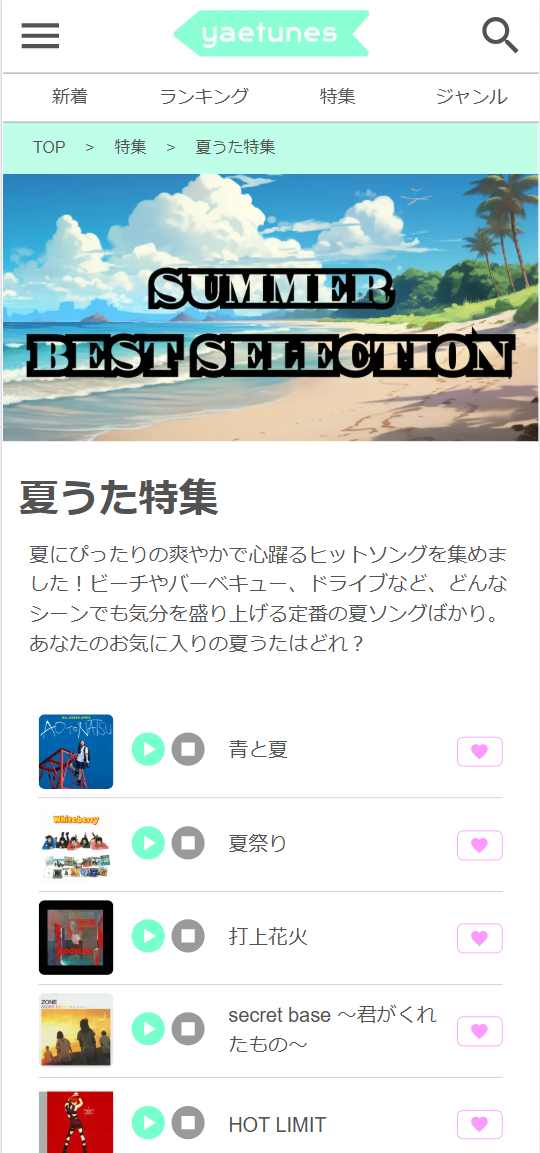 yaetunes
新着 ランキング 特集 ジャンル
TOP > 特集 > 夏うた特集
SUMMER
BEST SELECTION
夏うた特集
夏にぴったりの爽やかで心躍るヒットソングを集めま
した！ビーチやバーベキュー、ドライブなど、どんな
シーンでも気分を盛り上げる定番の夏ソングばかり。
あなたのお気に入りの夏うたはどれ？
AO TO NATSU
青と夏
Whiteberry
夏祭り
打上花火
ZONE
secret base
secret base ～君がくれ
たもの～
HOT LIMIT